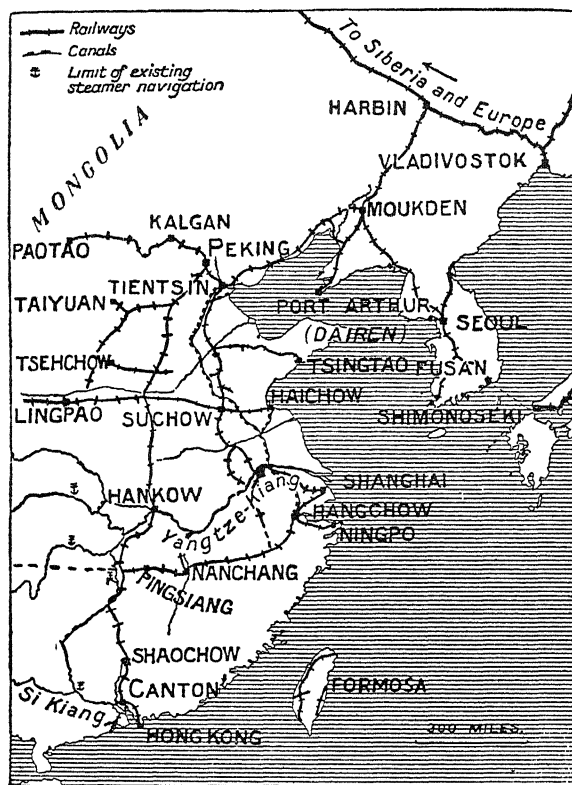 Railways
Canals
Limit of existing
steamer navigation
To Siberia and Europe
HARBIN
VLADIVOSTOK
MONGOLIA
MOUKDEN
KALGAN
PEKING
PAOTAO
TIENTSIN
TAIYUAN
PORT ARTHUR
(DAIREN)
SEOUL
TSEHCHOW
TSINGTAO
FUSAN
LINGPAO
SUCHOW
HAICHOW
SHIMONOSEKI
HANKOW
Yangtze-Kiang
SHANGHAI
HANGCHOW
NINGPO
NANCHANG
PINGSIANG
SHAOCHOW
CANTON
FORMOSA
Si Kiang
HONG KONG
300 MILES.